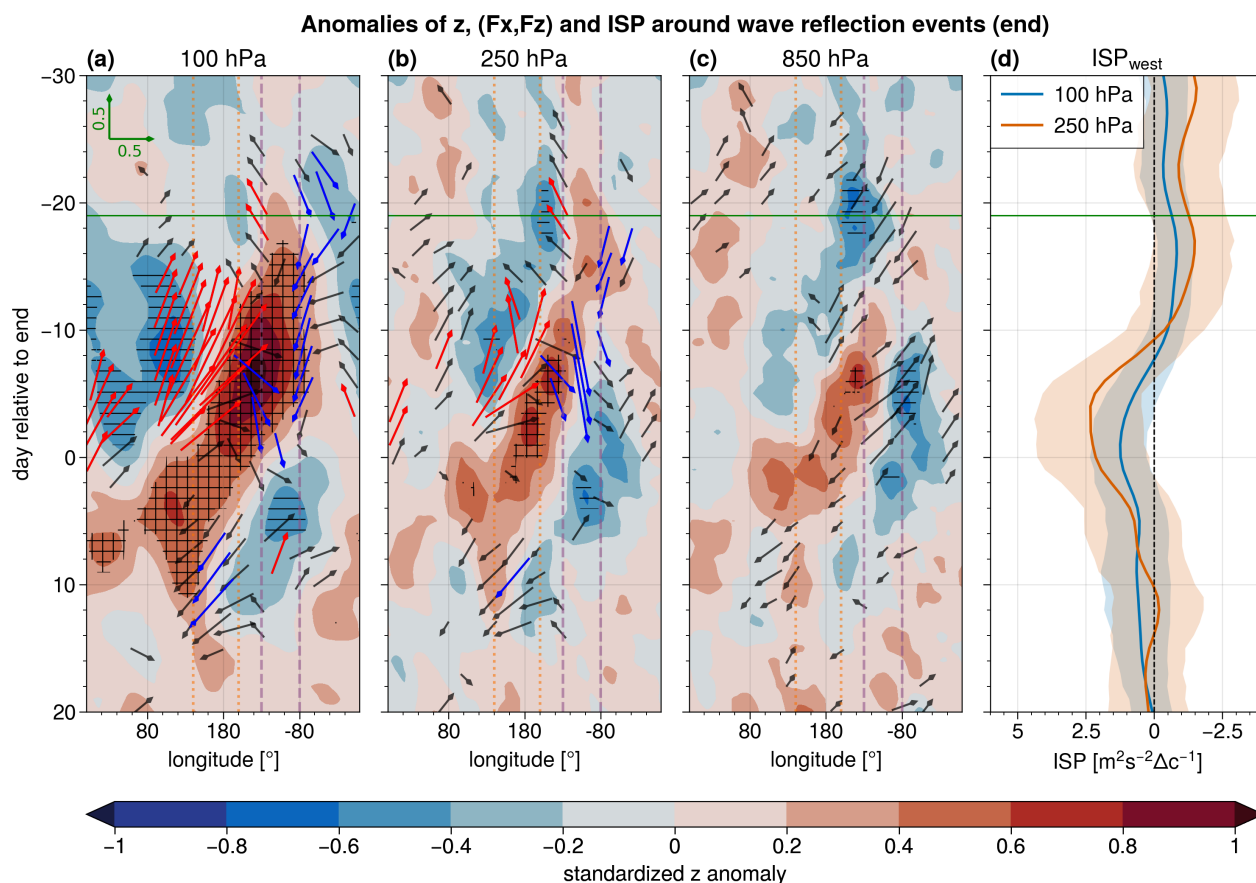 Anomalies of z, (Fx,Fz) and ISP around wave reflection events (end)
(a) 100 hPa (b) 250 hPa (c) 850 hPa (d) ISPwest
0.5
0.5
100 hPa
250 hPa
day relative to end
−30
−20
−10
0
10
20
80 180 -80
80 180 -80
80 180 -80
5 2.5 0 −2.5
longitude [°] longitude [°] longitude [°] ISP [m²s⁻²Δc⁻¹]
−1 −0.8 −0.6 −0.4 −0.2 0 0.2 0.4 0.6 0.8 1
standardized z anomaly